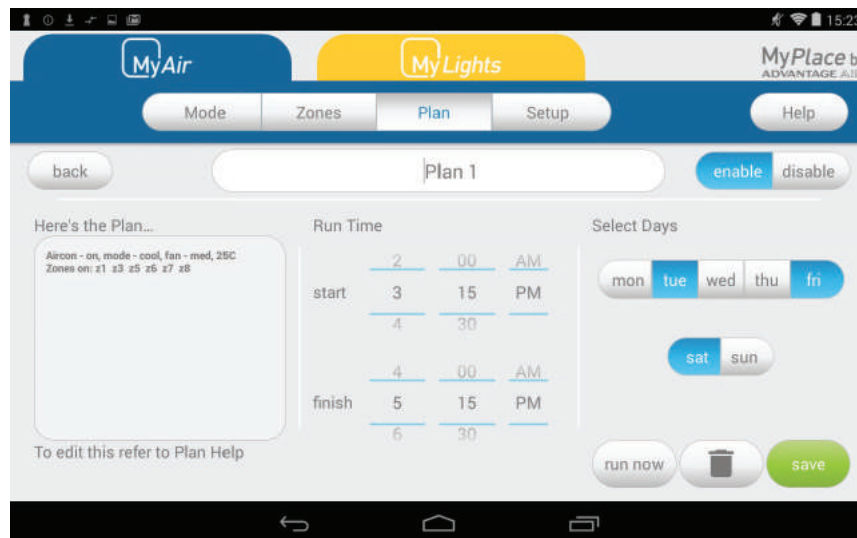 15:23
MyAir
MyLights
MyPlace b
ADVANTAGE AI
Mode
Zones
Plan
Setup
Help
back
Plan 1
enable
disable
Here's the Plan...
Run Time
Select Days
Aircon - on, mode - cool, fan - med, 25C
Zones on: z1 z3 z5 z6 z7 z8
2 00 AM
start 3 15 PM
4 30
mon tue wed thu fri
sat sun
4 00 AM
finish 5 15 PM
6 30
To edit this refer to Plan Help
run now
save